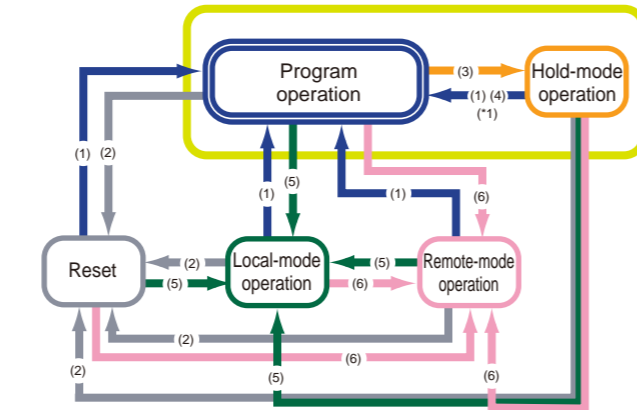 Program
operation
(3)
Hold-mode
operation
(1) (4)
(*1)
(1)
(2)
(5)
(1)
(1)
(6)
Reset
(2)
(5)
Local-mode
operation
(5)
(6)
Remote-mode
operation
(2)
(6)
(2)
(5)
(6)